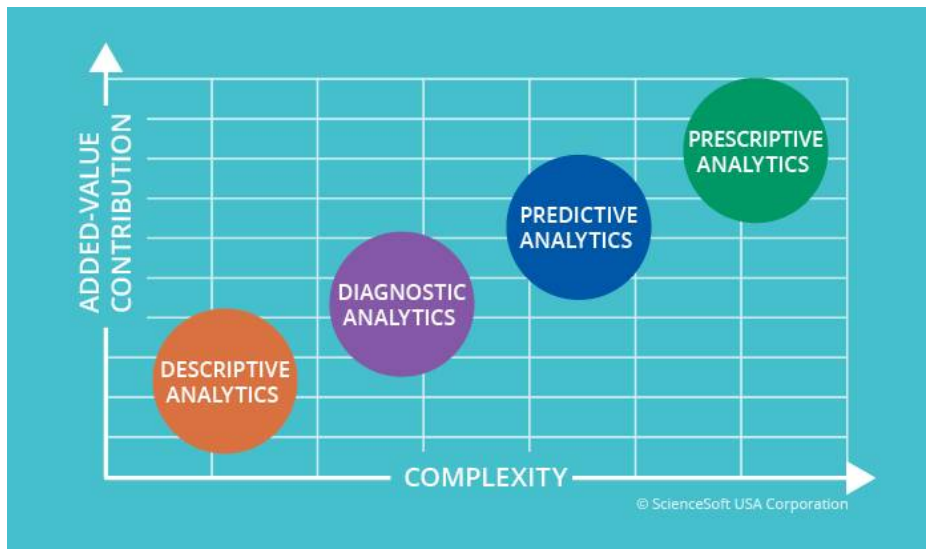 ADDED-VALUE
CONTRIBUTION
PRESCRIPTIVE
ANALYTICS
PREDICTIVE
ANALYTICS
DIAGNOSTIC
ANALYTICS
DESCRIPTIVE
ANALYTICS
COMPLEXITY
© ScienceSoft USA Corporation